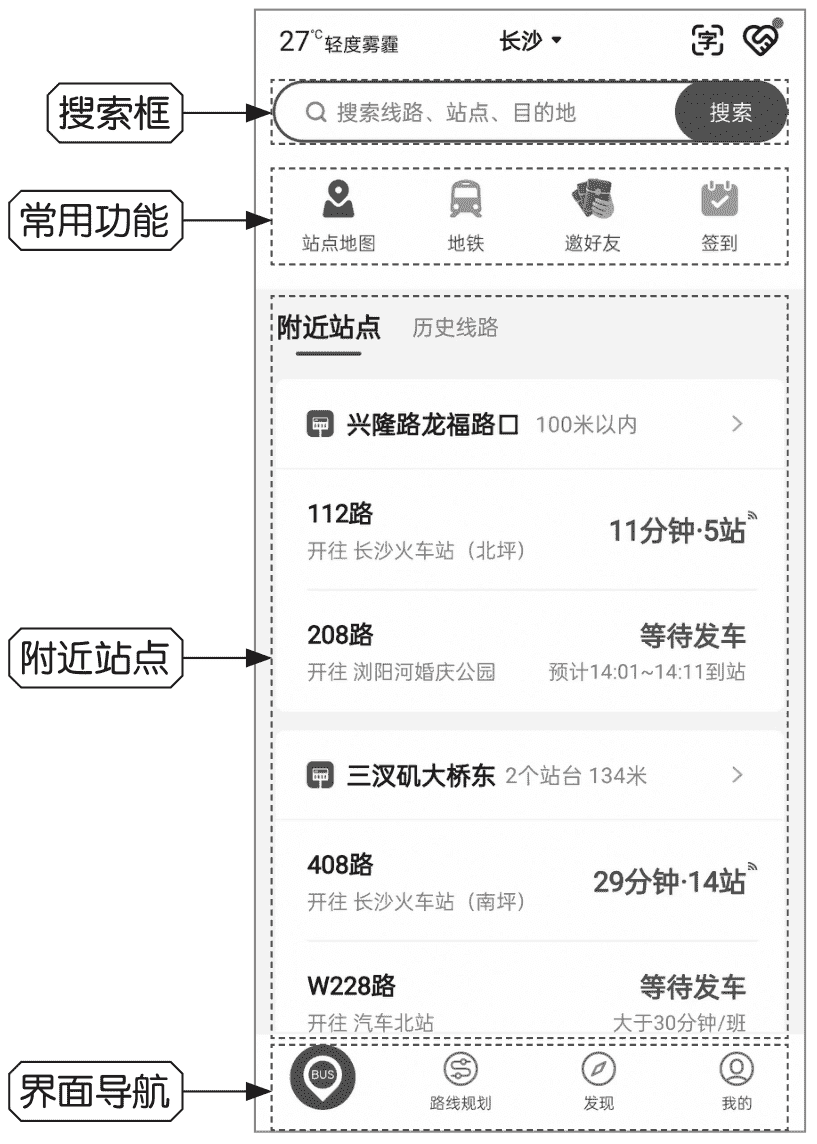 27℃轻度雾霾
长沙
字
搜索框
搜索线路、站点、目的地
搜索
常用功能
站点地图
地铁
邀好友
签到
附近站点
历史线路
兴隆路龙福路口
100米以内
112路
11分钟·5站
开往 长沙火车站（北坪）
附近站点
208路
等待发车
开往 浏阳河婚庆公园
预计14:01~14:11到站
三汊矶大桥东
2个站台 134米
408路
29分钟·14站
开往 长沙火车站（南坪）
W228路
等待发车
开往 汽车北站
大于30分钟/班
界面导航
BUS
路线规划
发现
我的